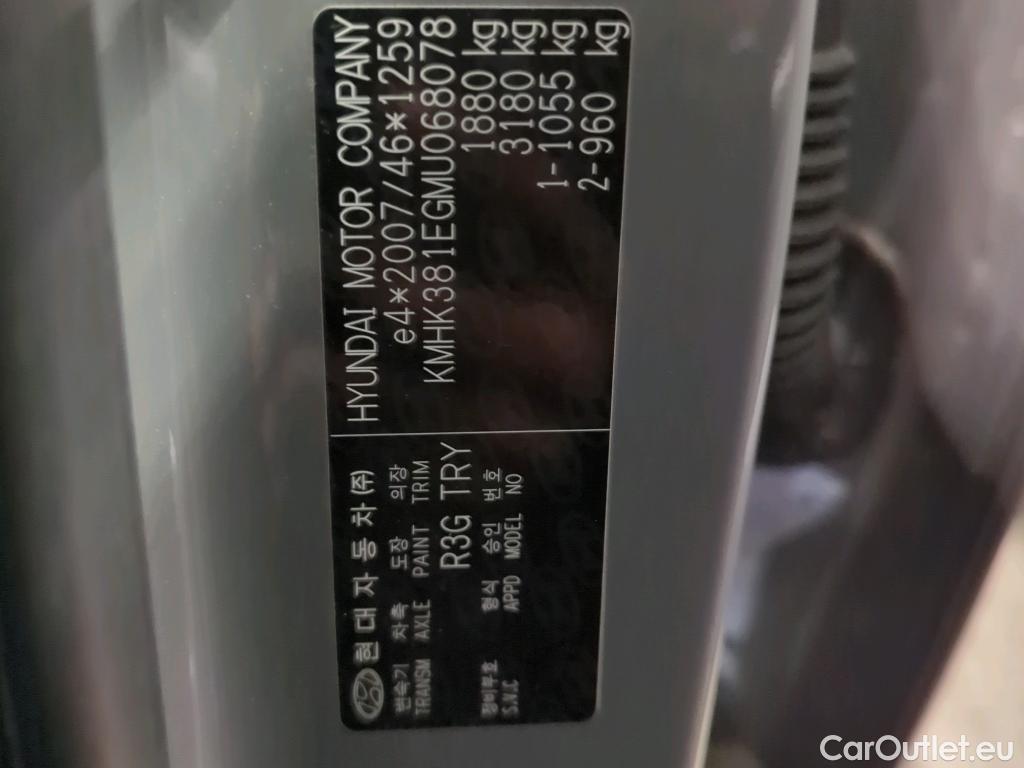 HYUNDAI MOTOR COMPANY
e4*2007/46*1259
KMHK381EGMU068078
1880 kg
3180 kg
1-1055 kg
2-960 kg
현대자동차(주)
변속기 차축 도장 의장
TRANSM AXLE PAINT TRIM
R3G TRY
정비부호 형식 승인 번호
S.V.C APPD MODEL NO
CarOutlet.eu